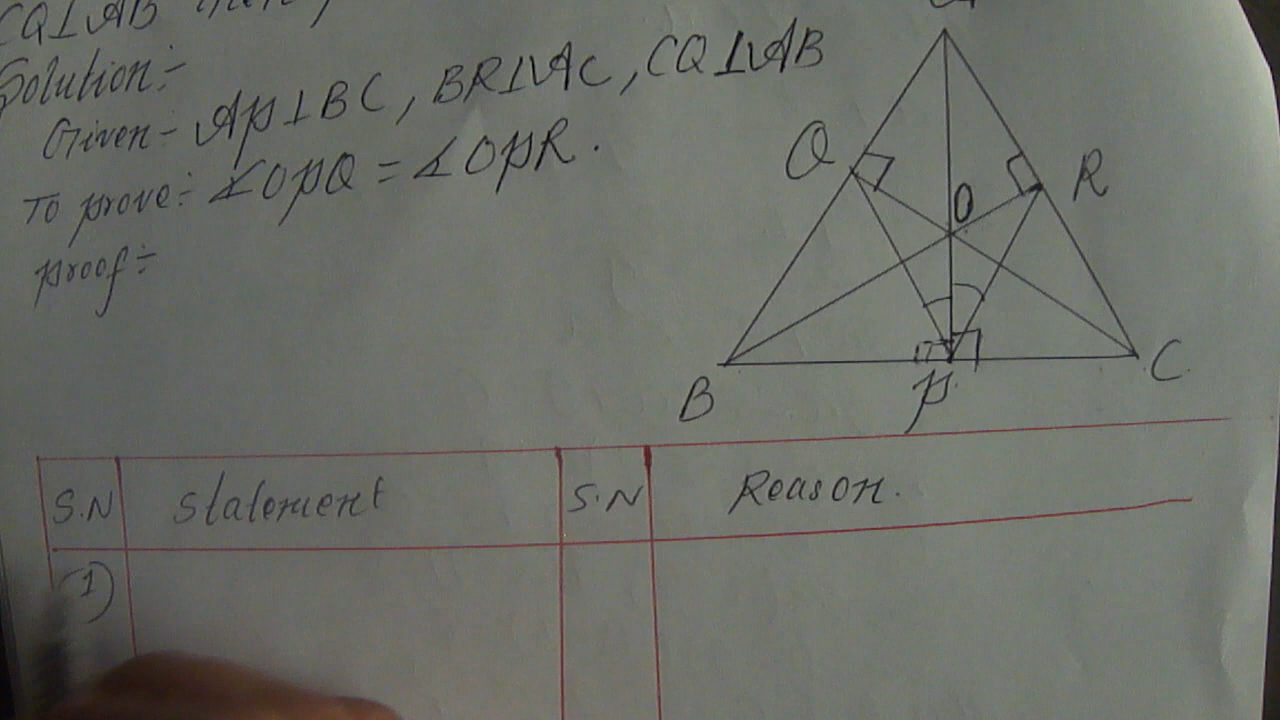 CQ⊥AB
Solution:-
Given:- AP⊥BC, BR⊥AC, CQ⊥AB
To prove:- ∡OPQ = ∡OPR.
proof:-
Q
R
O
B
P
C
S.N Statement S.N Reason.
1)